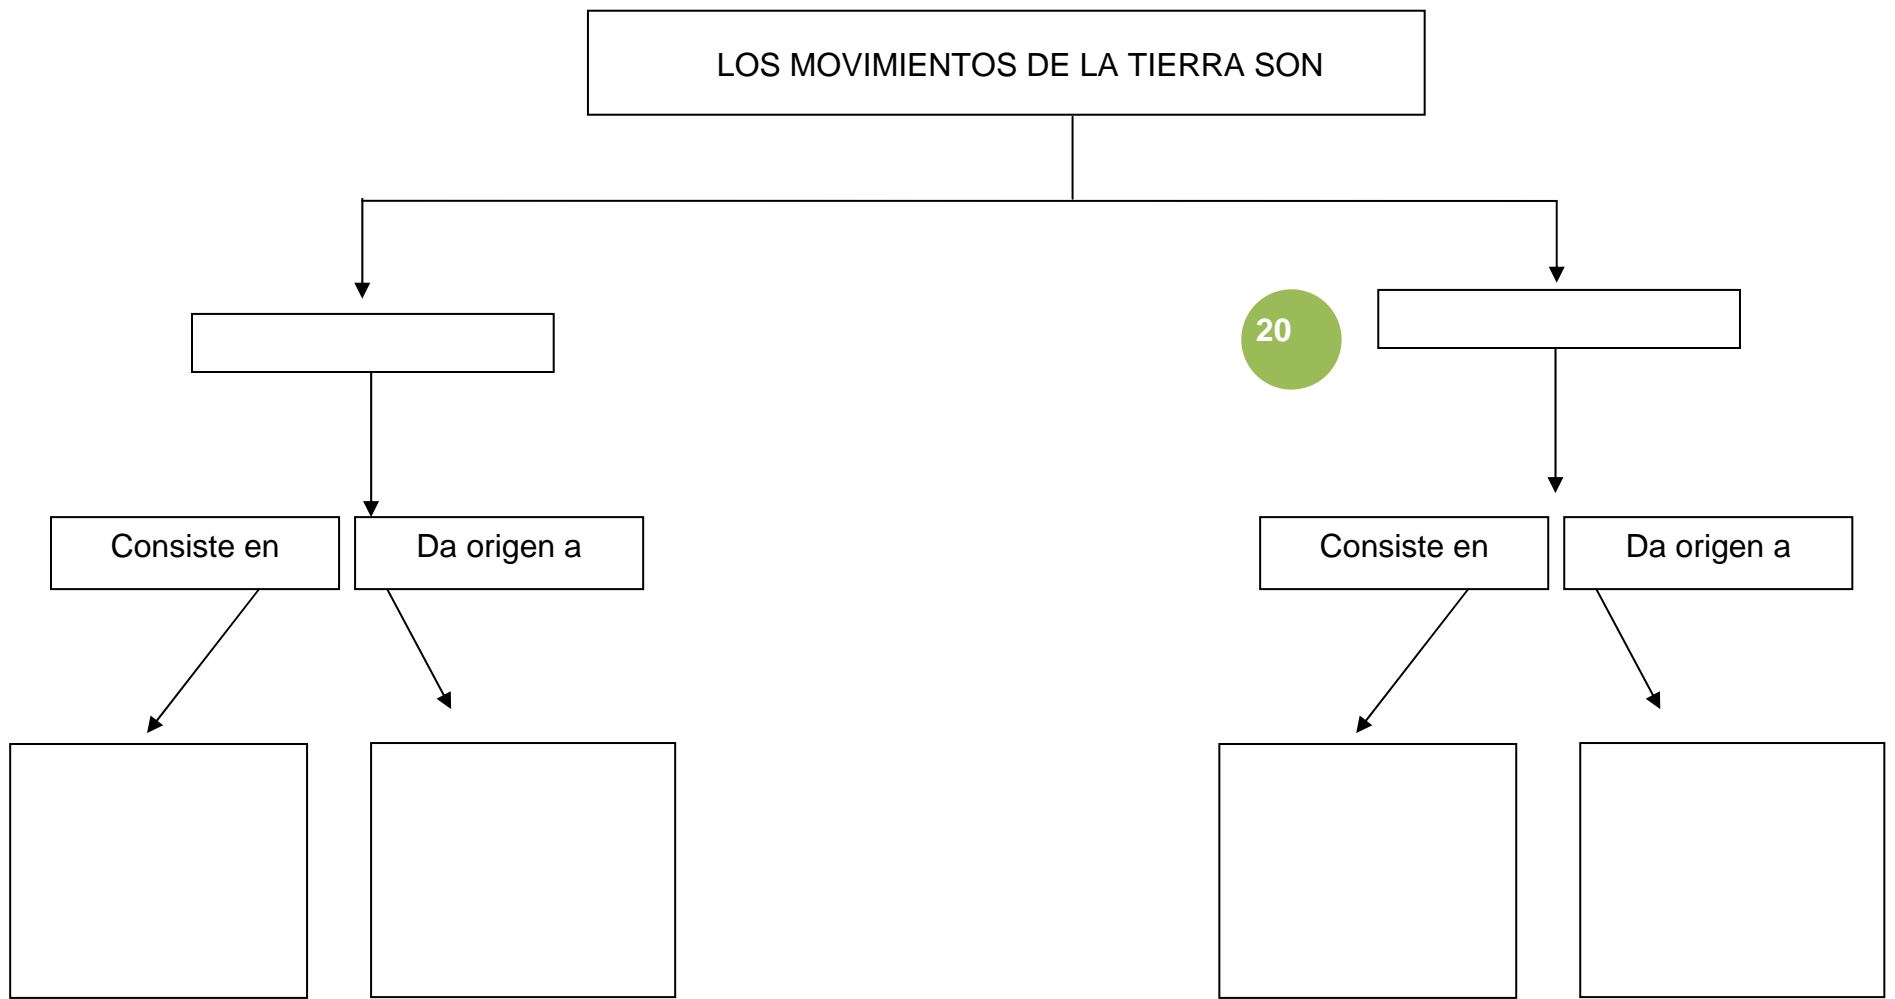 LOS MOVIMIENTOS DE LA TIERRA SON
20
Consiste en
Da origen a
Consiste en
Da origen a